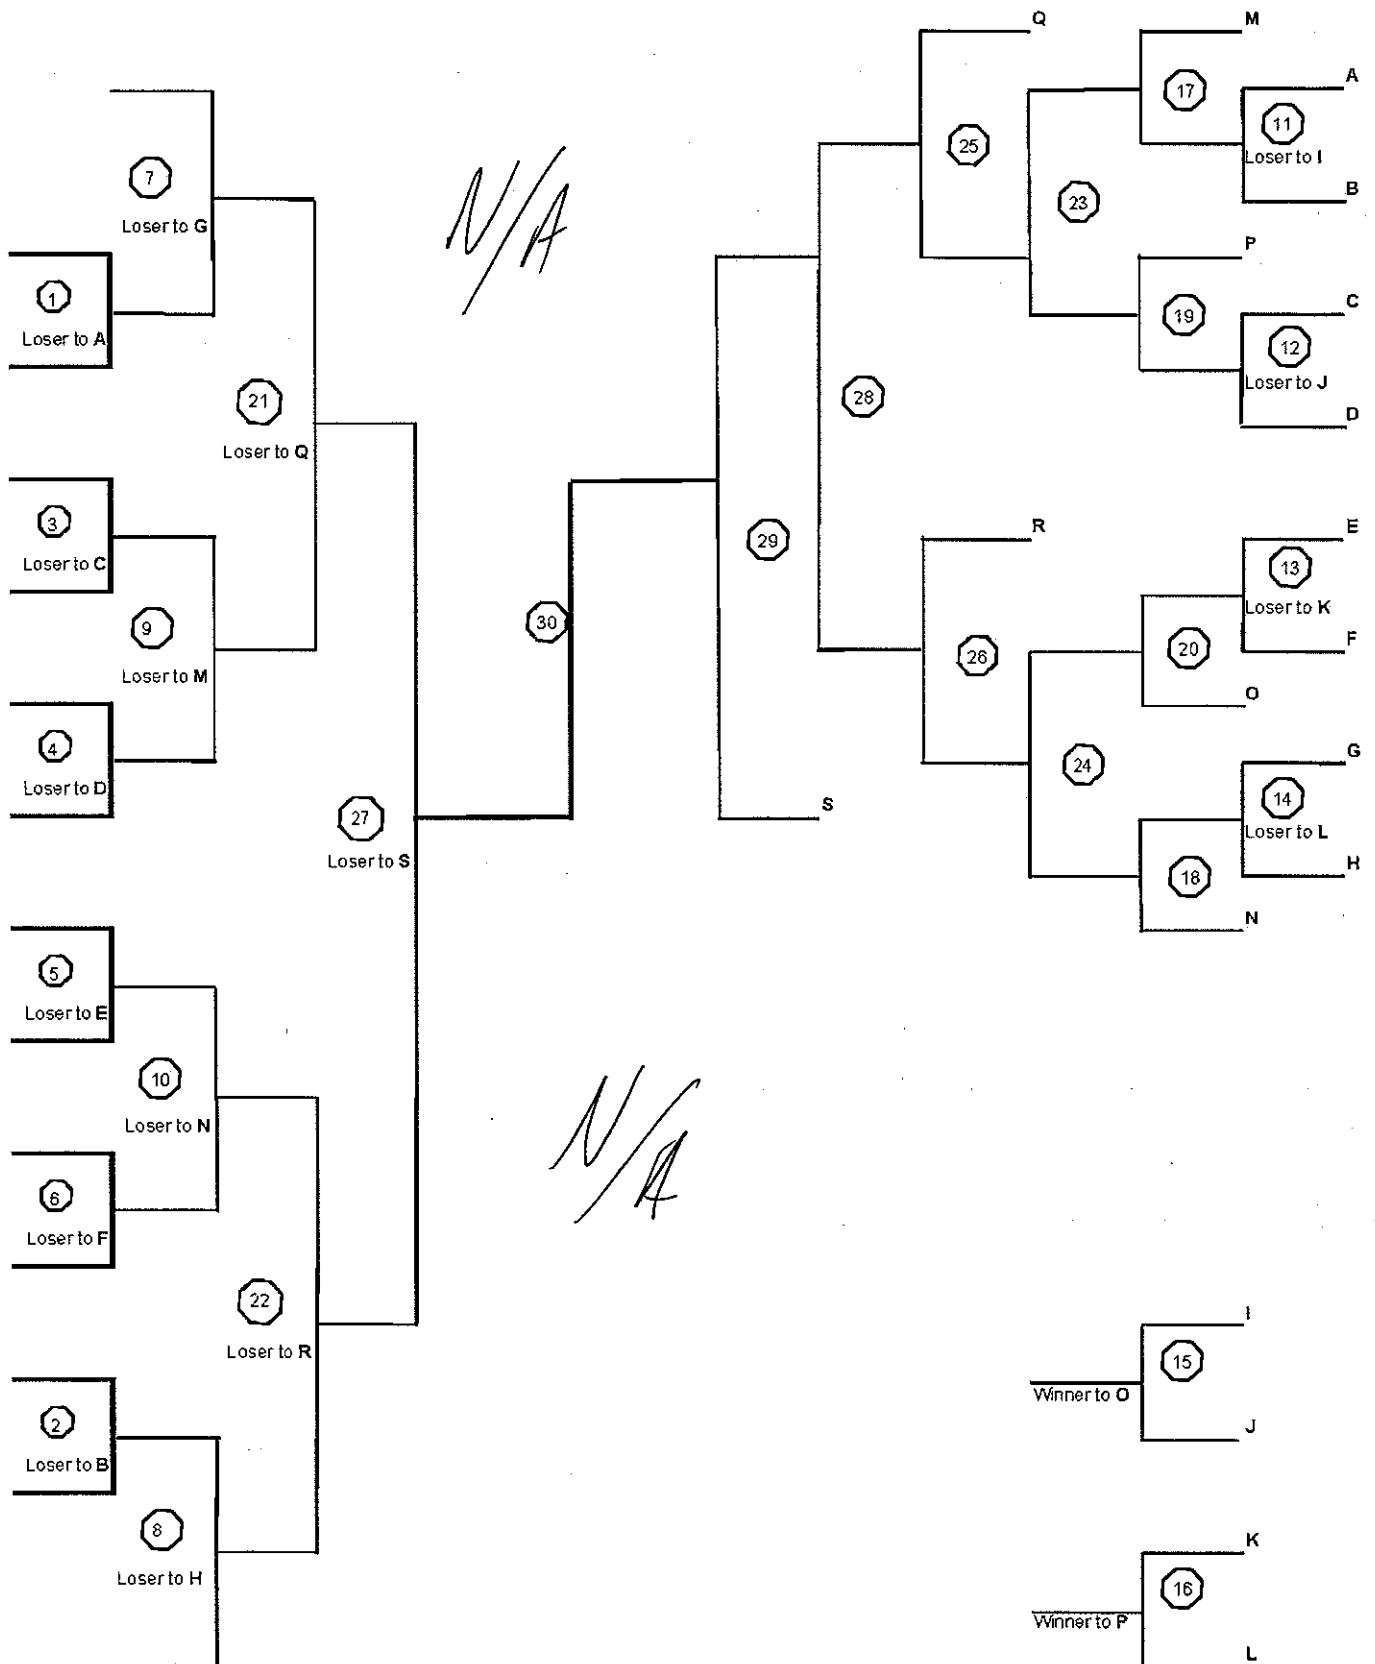 Q
M
A
17
11
Loser to I
B
25
7
Loser to G
N/A
23
P
C
19
12
Loser to J
D
1
Loser to A
21
Loser to Q
28
3
Loser to C
29
R
E
13
Loser to K
F
9
Loser to M
30
26
20
O
4
Loser to D
24
G
14
Loser to L
H
27
Loser to S
S
18
N
5
Loser to E
10
Loser to N
N/A
6
Loser to F
22
Loser to R
I
15
Winner to O
J
2
Loser to B
8
Loser to H
K
16
Winner to P
L